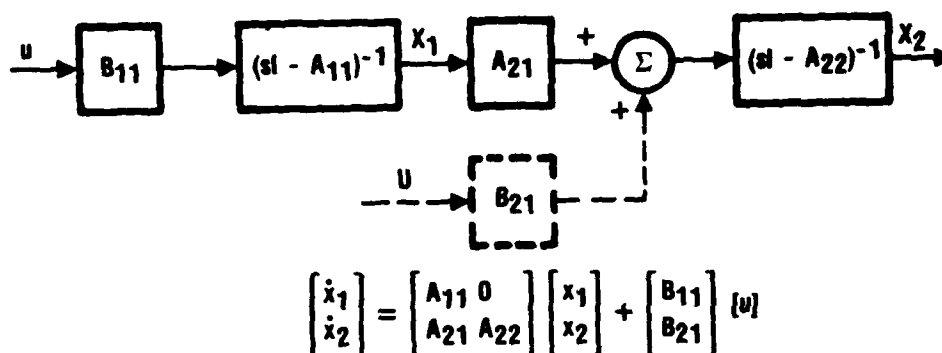 u B₁₁ (sI - A₁₁)⁻¹ X₁ A₂₁ + Σ + (sI - A₂₂)⁻¹ X₂
U B₂₁
[ẋ₁] = [A₁₁ 0] [x₁] + [B₁₁] [u]
[ẋ₂] [A₂₁ A₂₂] [x₂] [B₂₁]